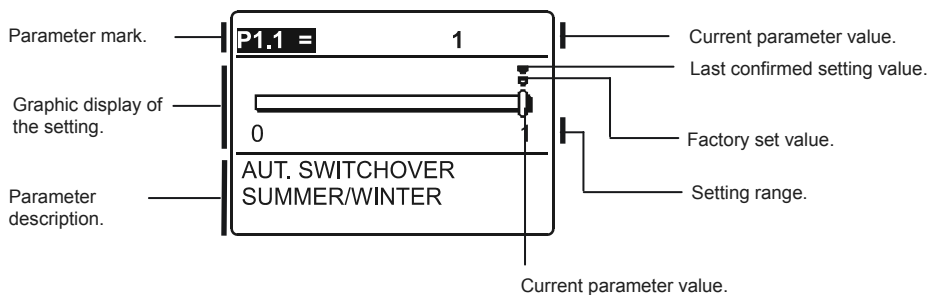 Parameter mark.
P1.1 = 1
Current parameter value.
Last confirmed setting value.
Graphic display of
the setting.
0 1
Factory set value.
AUT. SWITCHOVER
SUMMER/WINTER
Parameter
description.
Setting range.
Current parameter value.